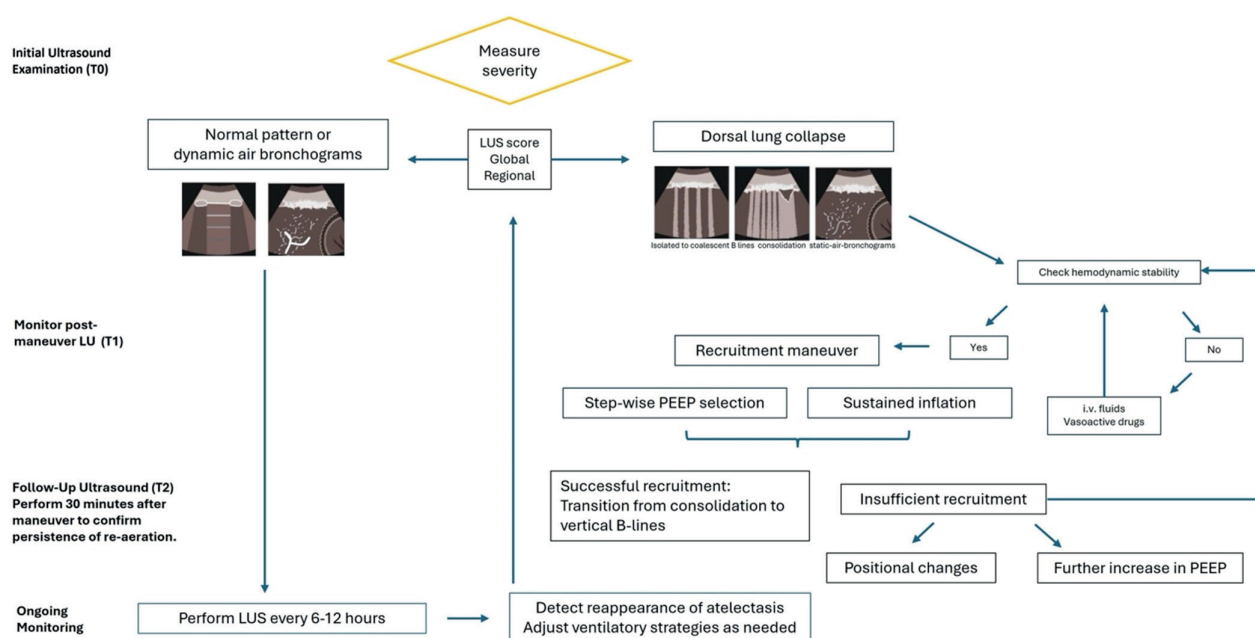 Initial Ultrasound
Examination (T0)
Measure
severity
Normal pattern or
dynamic air bronchograms
LUS score
Global
Regional
Dorsal lung collapse
Isolated to coalescent B lines consolidation static-air-bronchograms
Check hemodynamic stability
Monitor post-
maneuver LU (T1)
Recruitment maneuver
Yes
No
Step-wise PEEP selection
Sustained inflation
i.v. fluids
Vasoactive drugs
Follow-Up Ultrasound (T2)
Perform 30 minutes after
maneuver to confirm
persistence of re-aeration.
Successful recruitment:
Transition from consolidation to
vertical B-lines
Insufficient recruitment
Positional changes
Further increase in PEEP
Ongoing
Monitoring
Perform LUS every 6-12 hours
Detect reappearance of atelectasis
Adjust ventilatory strategies as needed